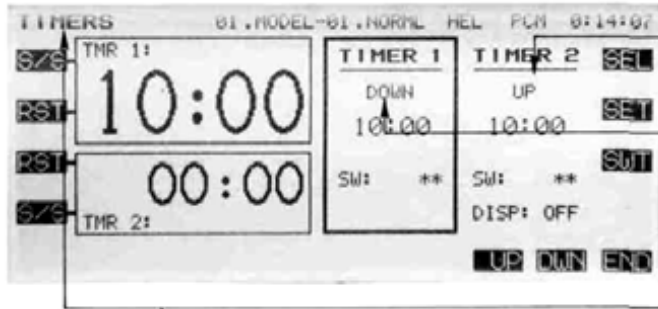 TIMERS 01.MODEL-01.NORML HEL PCM 0:14:07
S/S TMR 1: TIMER 1 TIMER 2 SEL
10:00 DOWN UP
RST 10:00 10:00 SET
RST 00:00 SW: ** SW: ** SWT
S/S TMR 2: DISP: OFF
UP DWN END